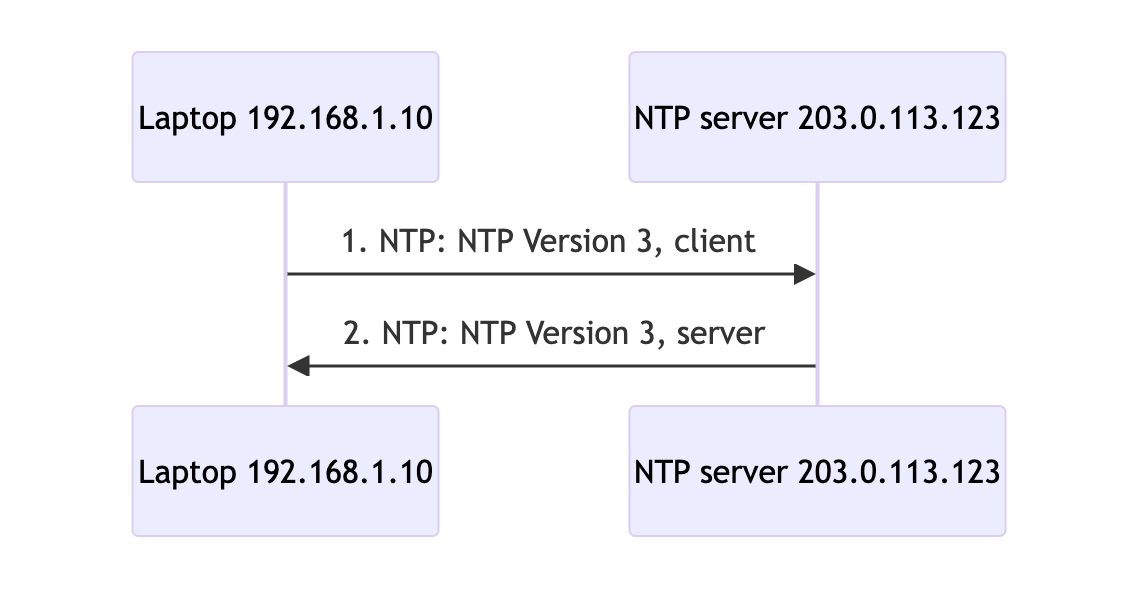 Laptop 192.168.1.10
NTP server 203.0.113.123
1. NTP: NTP Version 3, client
2. NTP: NTP Version 3, server
Laptop 192.168.1.10
NTP server 203.0.113.123